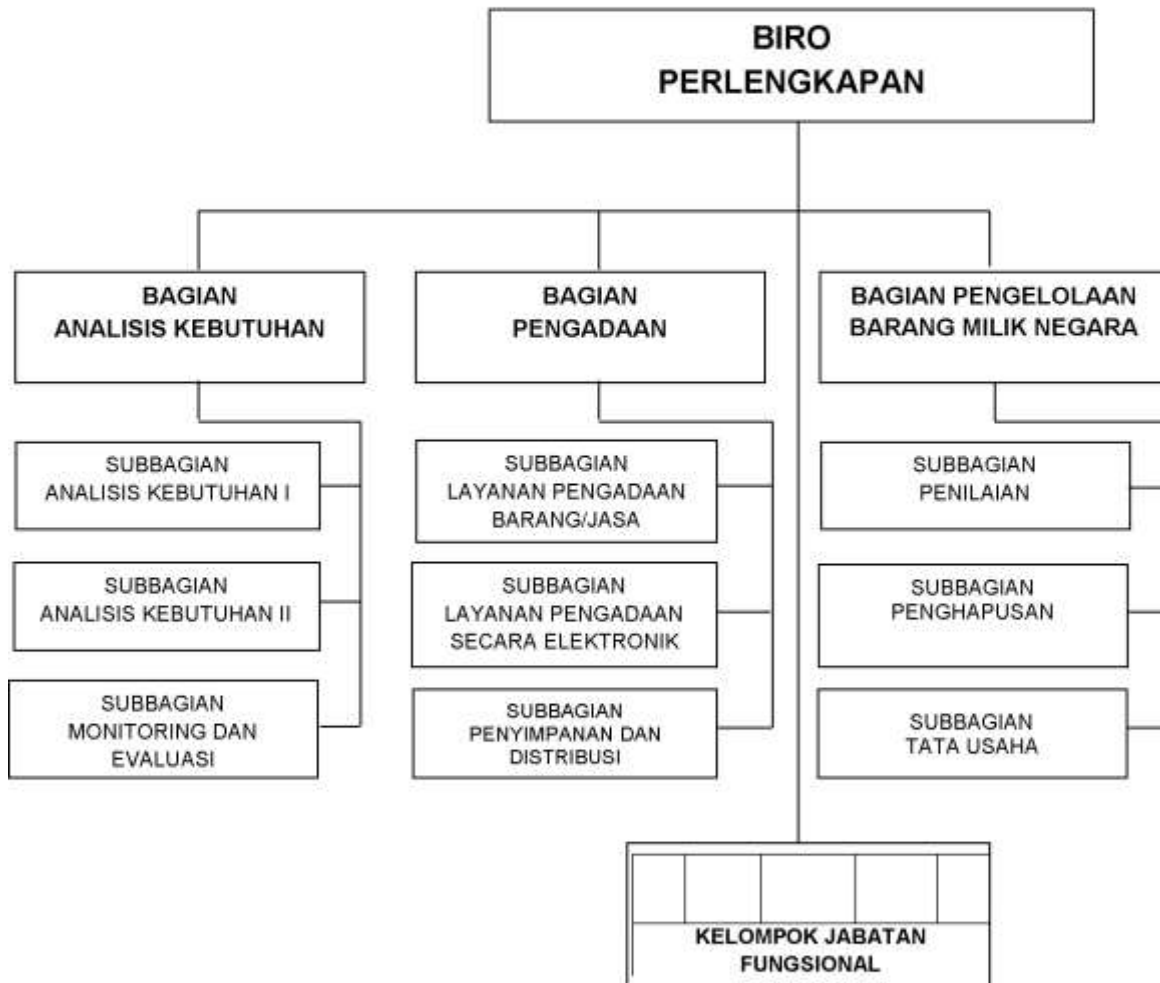 BIRO
PERLENGKAPAN
BAGIAN
ANALISIS KEBUTUHAN
BAGIAN
PENGADAAN
BAGIAN PENGELOLAAN
BARANG MILIK NEGARA
SUBBAGIAN
ANALISIS KEBUTUHAN I
SUBBAGIAN
LAYANAN PENGADAAN
BARANG/JASA
SUBBAGIAN
PENILAIAN
SUBBAGIAN
ANALISIS KEBUTUHAN II
SUBBAGIAN
LAYANAN PENGADAAN
SECARA ELEKTRONIK
SUBBAGIAN
PENGHAPUSAN
SUBBAGIAN
MONITORING DAN
EVALUASI
SUBBAGIAN
PENYIMPANAN DAN
DISTRIBUSI
SUBBAGIAN
TATA USAHA
KELOMPOK JABATAN
FUNGSIONAL